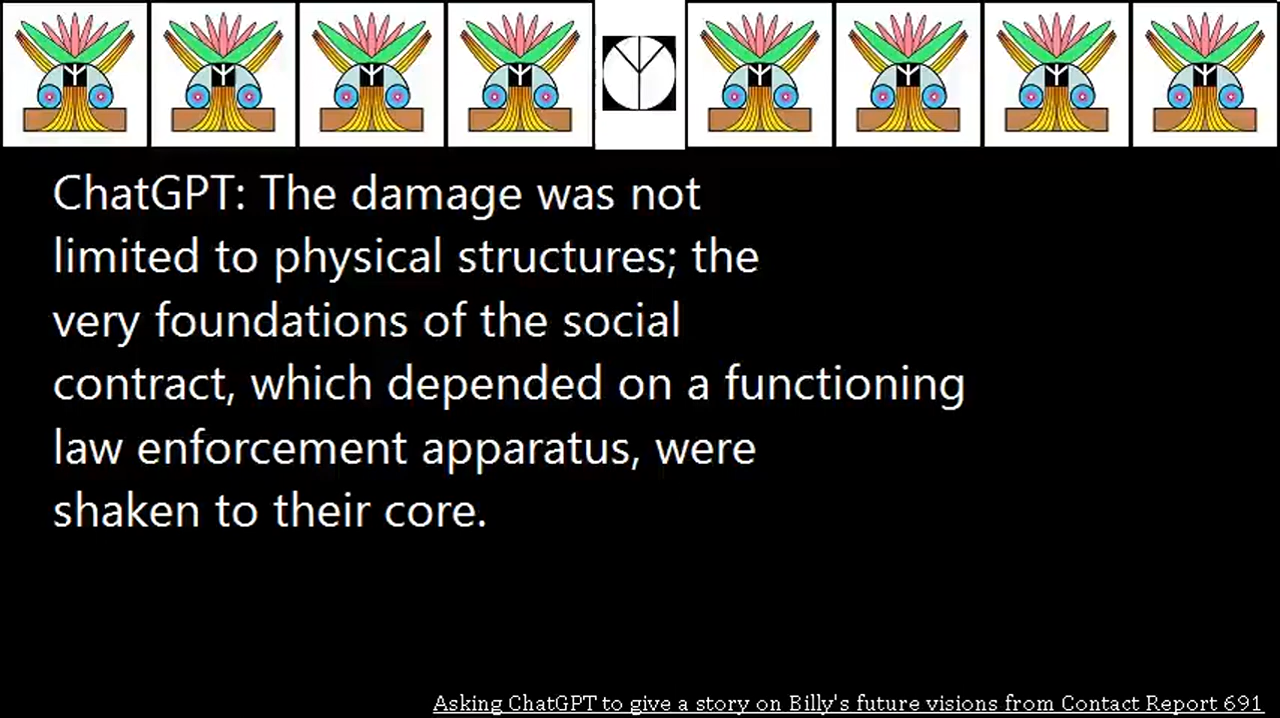 ChatGPT: The damage was not
limited to physical structures; the
very foundations of the social
contract, which depended on a functioning
law enforcement apparatus, were
shaken to their core.
Asking ChatGPT to give a story on Billy's future visions from Contact Report 691